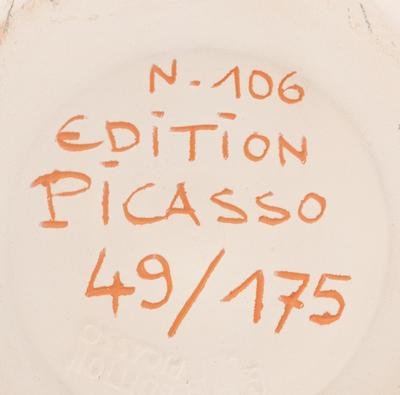 N.-106
EDITION
PICASSO
49/175